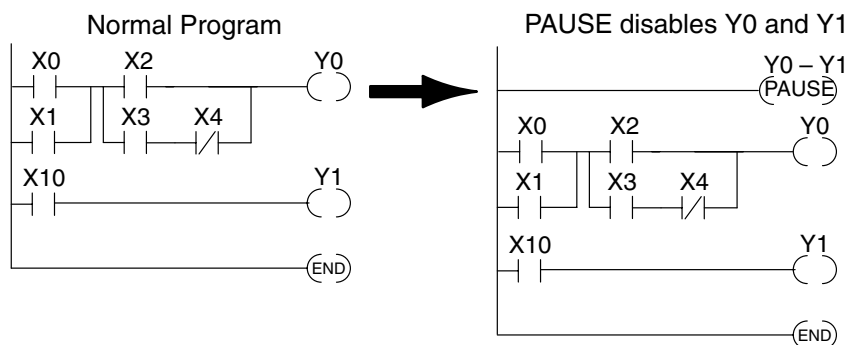 Normal Program
X0 X2 Y0
X1 X3 X4
X10 Y1
END
PAUSE disables Y0 and Y1
Y0 – Y1
PAUSE
X0 X2 Y0
X1 X3 X4
X10 Y1
END